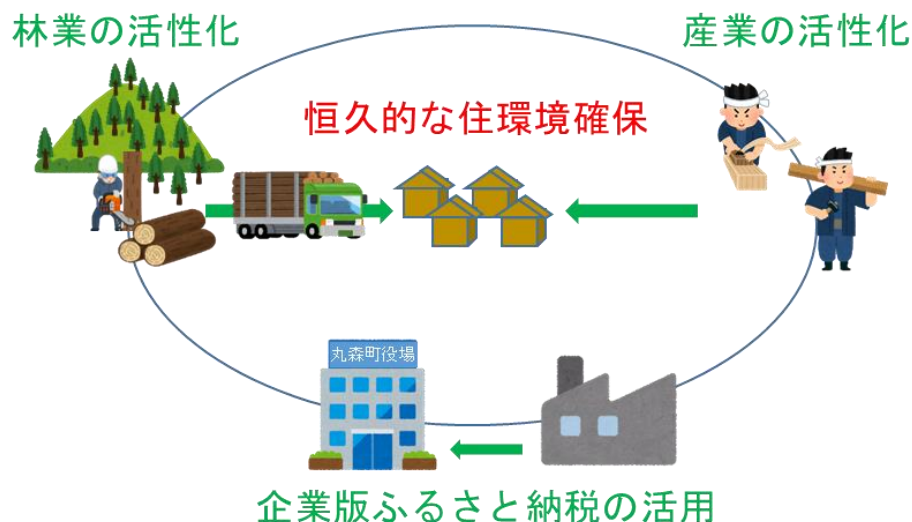 林業の活性化
産業の活性化
恒久的な住環境確保
丸森町役場
企業版ふるさと納税の活用